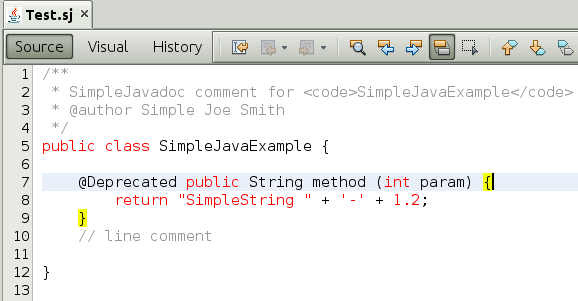 Test.sj
Source Visual History
1 /**
2  * SimpleJavadoc comment for <code>SimpleJavaExample</code>
3  * @author Simple Joe Smith
4  */
5 public class SimpleJavaExample {
6
7     @Deprecated public String method (int param) {
8         return "SimpleString " + '-' + 1.2;
9     }
10     // line comment
11
12 }
13